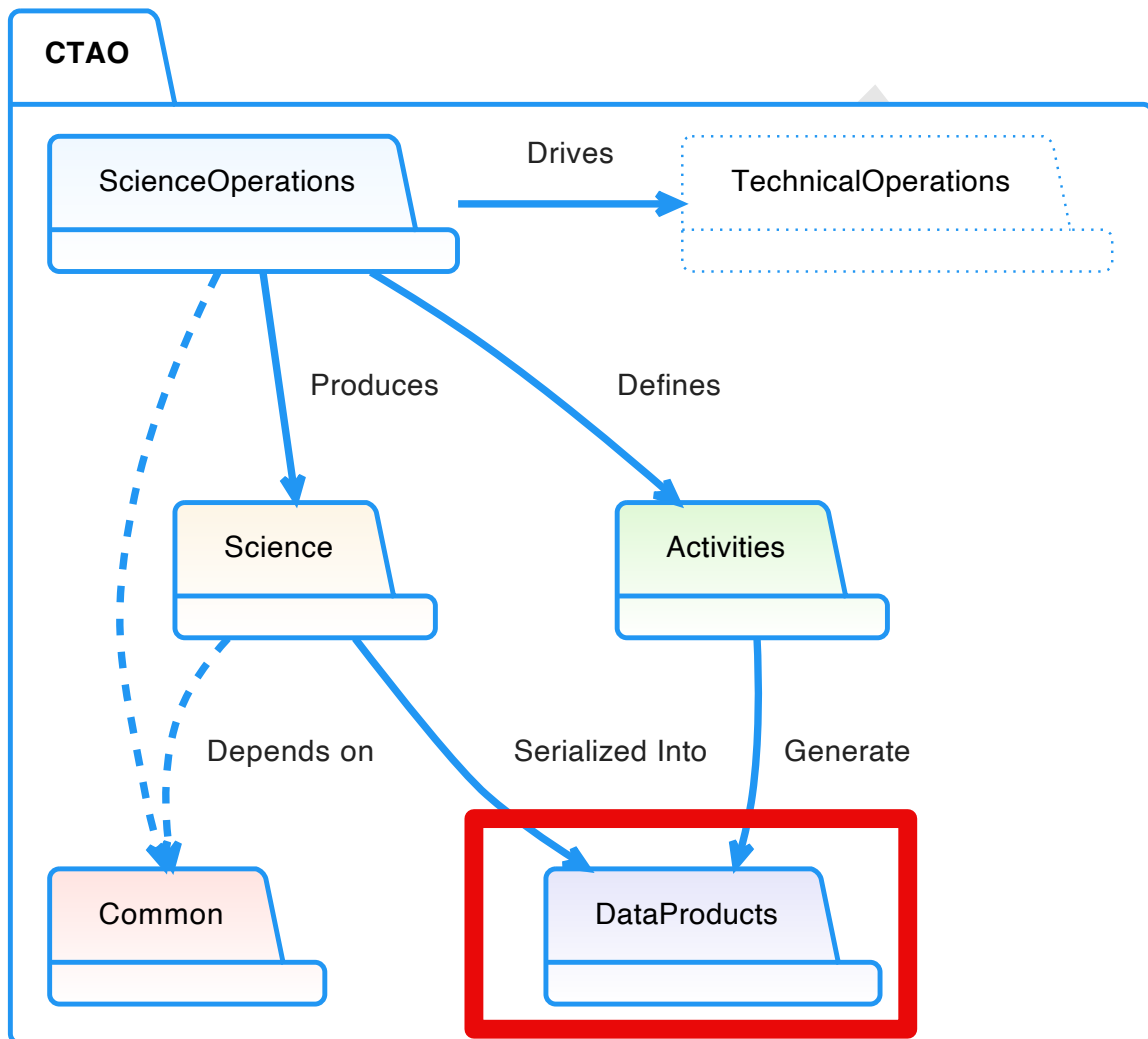 CTAO
Drives
ScienceOperations
TechnicalOperations
Produces
Defines
Science
Activities
Depends on
Serialized Into
Generate
Common
DataProducts